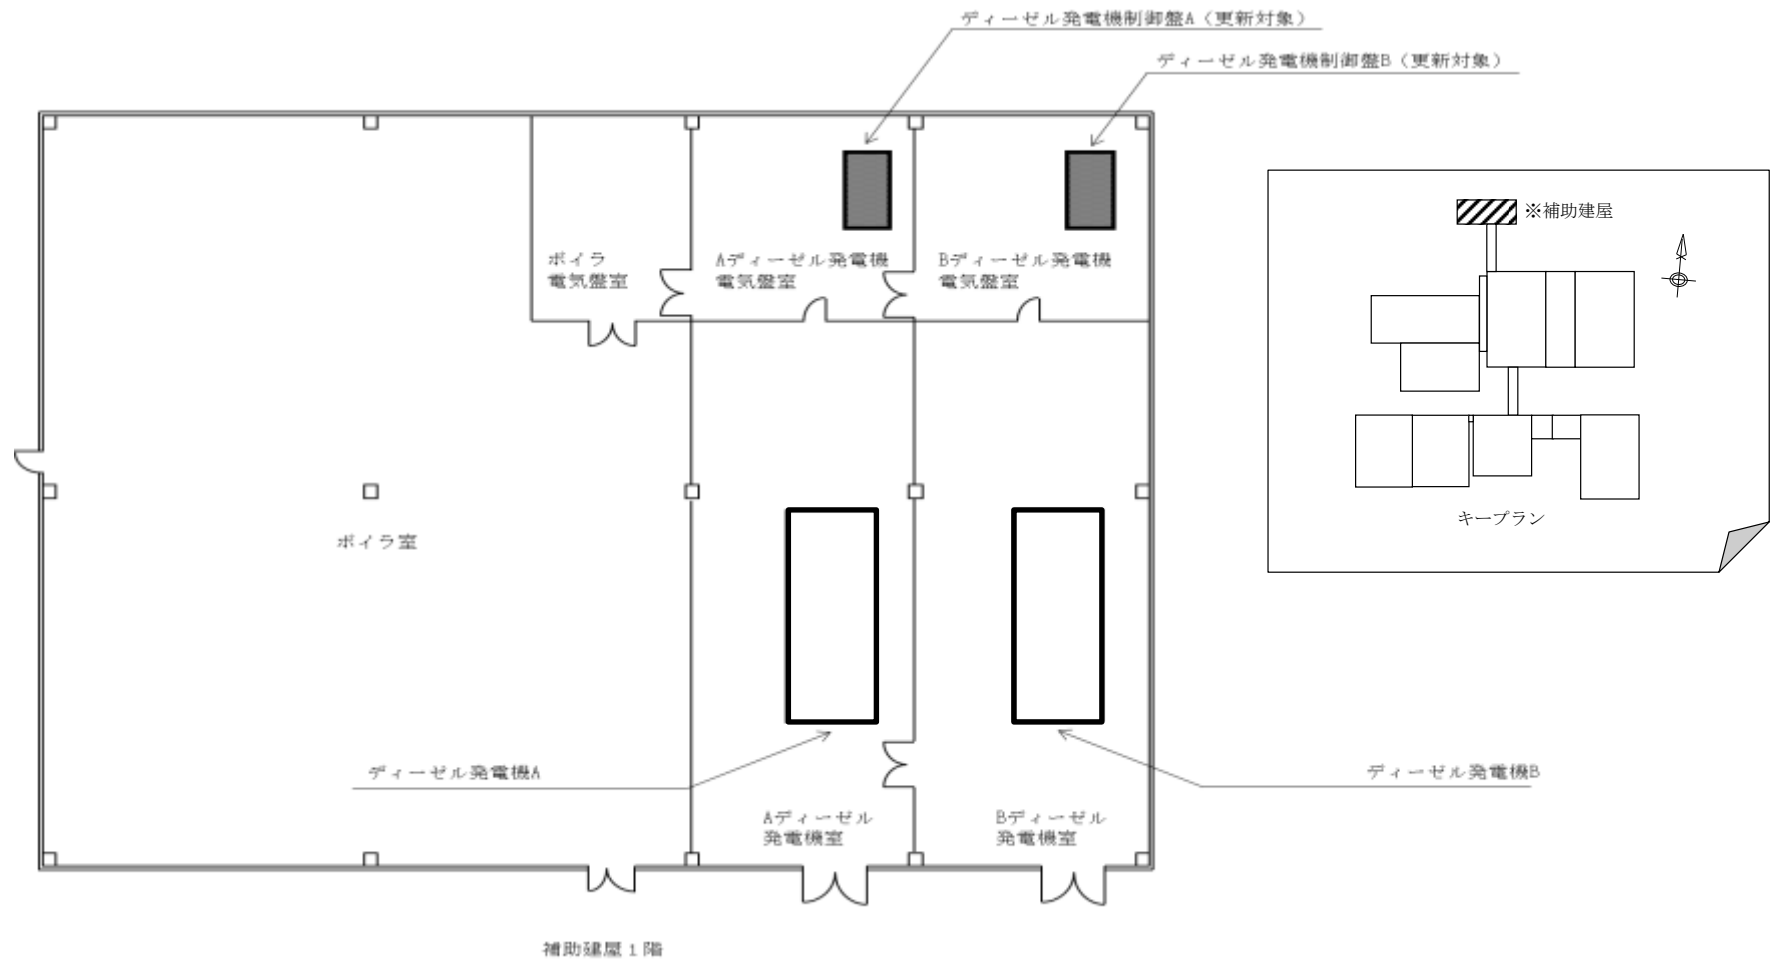 ディーゼル発電機制御盤A（更新対象）
ディーゼル発電機制御盤B（更新対象）
※補助建屋
ボイラ
電気盤室
Aディーゼル発電機
電気盤室
Bディーゼル発電機
電気盤室
キープラン
ボイラ室
ディーゼル発電機A
ディーゼル発電機B
Aディーゼル
発電機室
Bディーゼル
発電機室
補助建屋１階